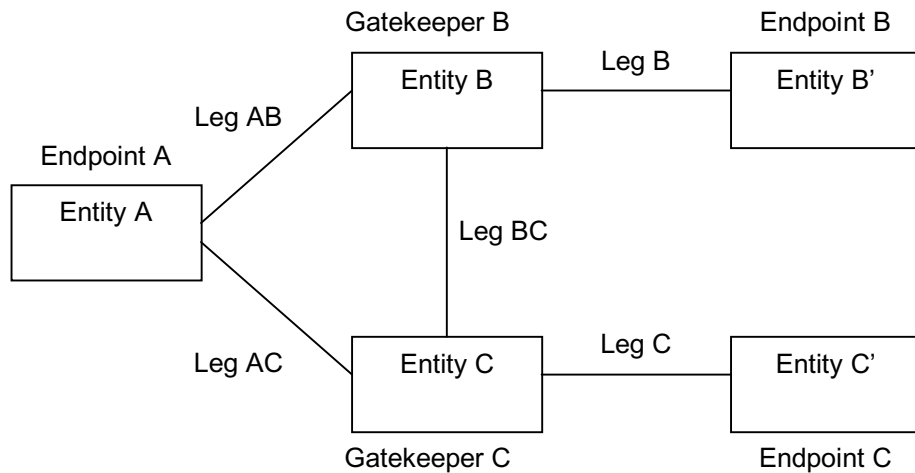 Gatekeeper B
Endpoint B
Entity B
Leg B
Entity B’
Leg AB
Endpoint A
Entity A
Leg BC
Leg AC
Entity C
Leg C
Entity C’
Gatekeeper C
Endpoint C